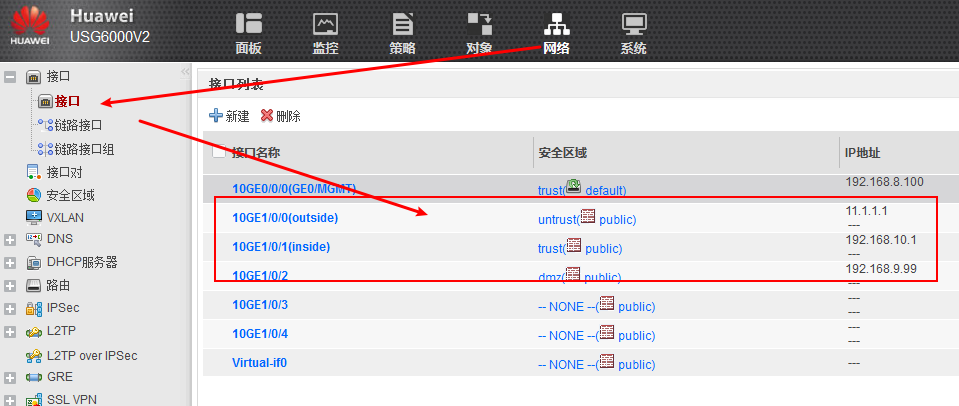 HUAWEI
Huawei
USG6000V2
面板 监控 策略 对象 网络 系统
接口
接口
链路接口
链路接口组
接口对
安全区域
VXLAN
DNS
DHCP服务器
路由
IPSec
L2TP
L2TP over IPSec
GRE
SSL VPN
接口列表
新建 删除
接口名称 安全区域 IP地址
10GE0/0/0(GE0/MGMT) trust( default) 192.168.8.100
10GE1/0/0(outside) untrust( public) 11.1.1.1
---
10GE1/0/1(inside) trust( public) 192.168.10.1
---
10GE1/0/2 dmz( public) 192.168.9.99
---
10GE1/0/3 -- NONE --( public) ---
---
10GE1/0/4 -- NONE --( public) ---
---
Virtual-if0 -- NONE --( public) ---